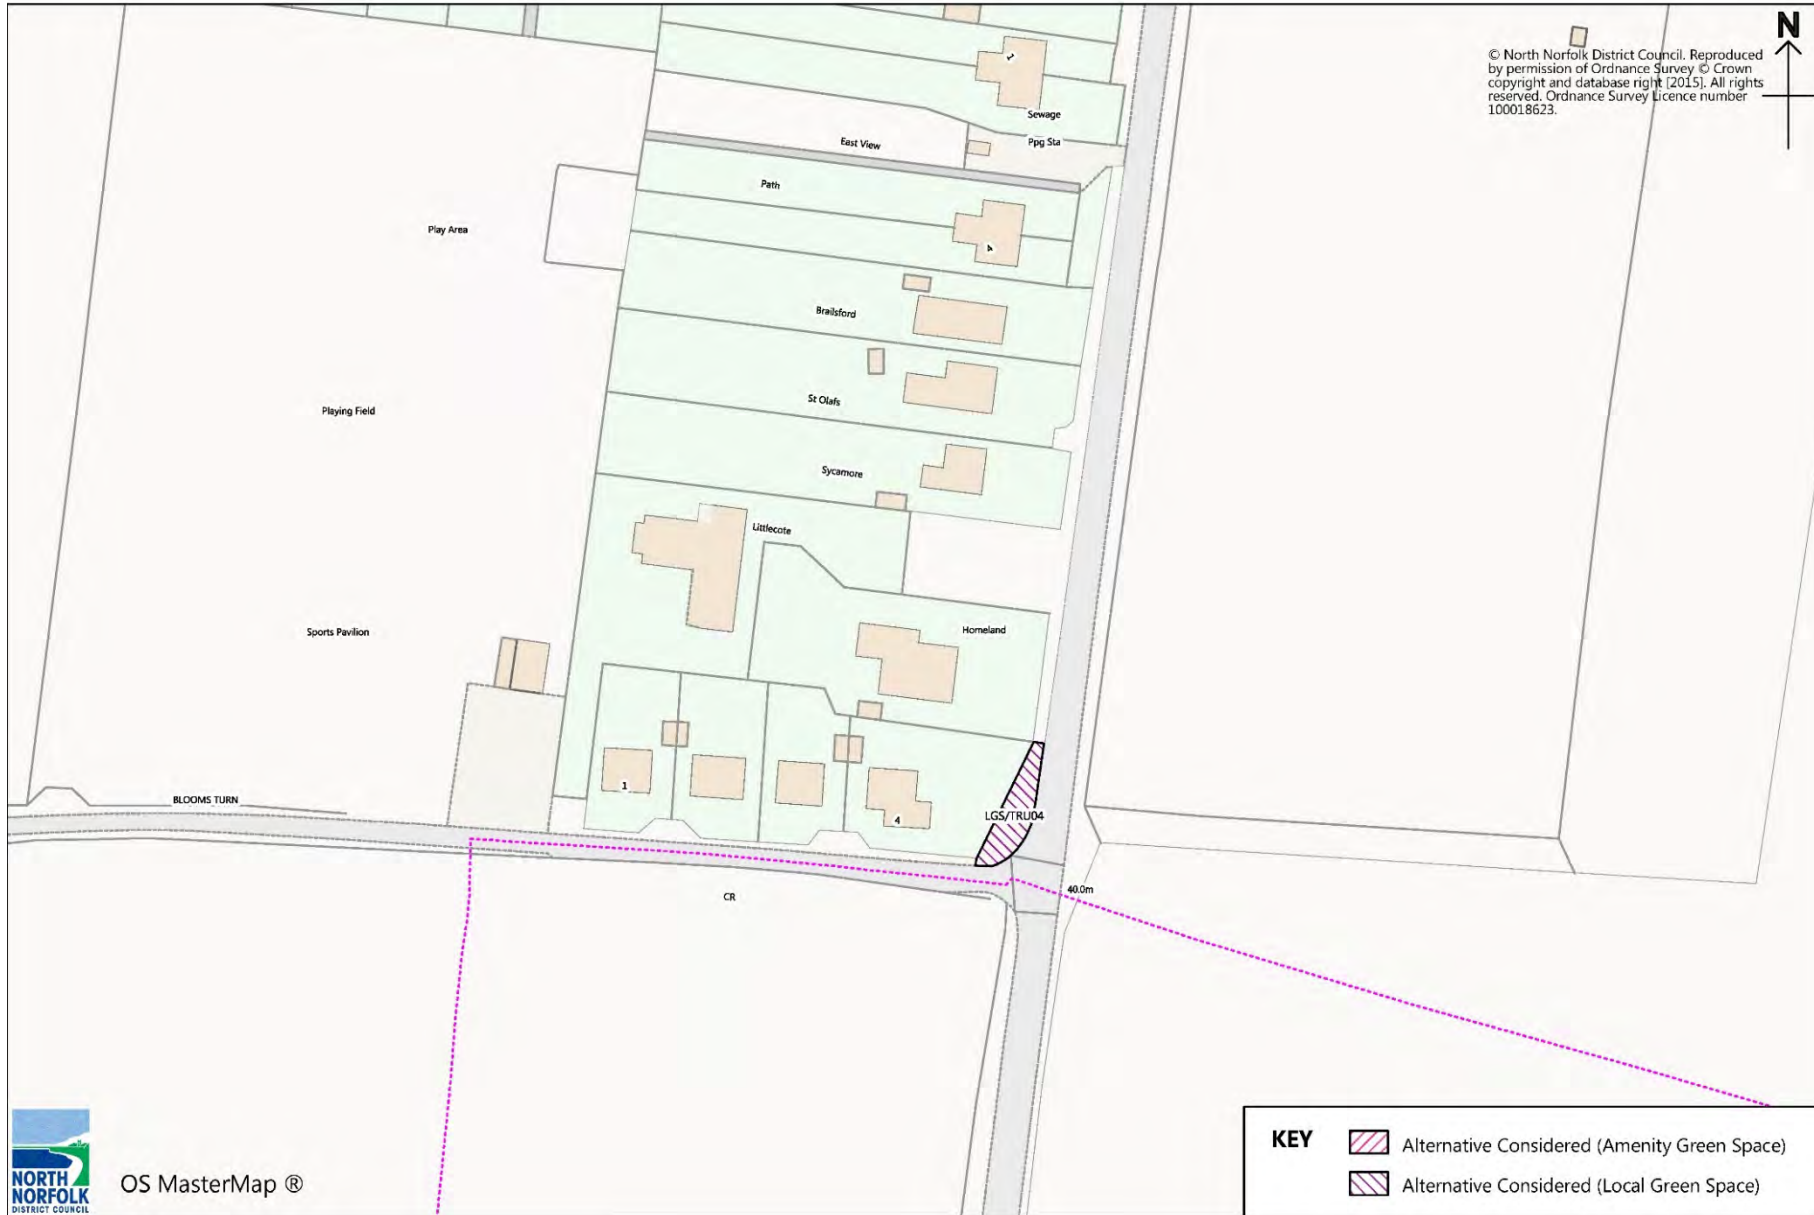 N
© North Norfolk District Council. Reproduced
by permission of Ordnance Survey © Crown
copyright and database right [2015]. All rights
reserved. Ordnance Survey Licence number
100018623.
1
Sewage
Ppg Sta
East View
Path
Play Area
4
Brailsford
St Olafs
Playing Field
Sycamore
Littlecote
Sports Pavilion
Homeland
1
BLOOMS TURN
4
LGS/TRU04
40.0m
CR
NORTH
NORFOLK
DISTRICT COUNCIL
OS MasterMap ®
KEY
Alternative Considered (Amenity Green Space)
Alternative Considered (Local Green Space)